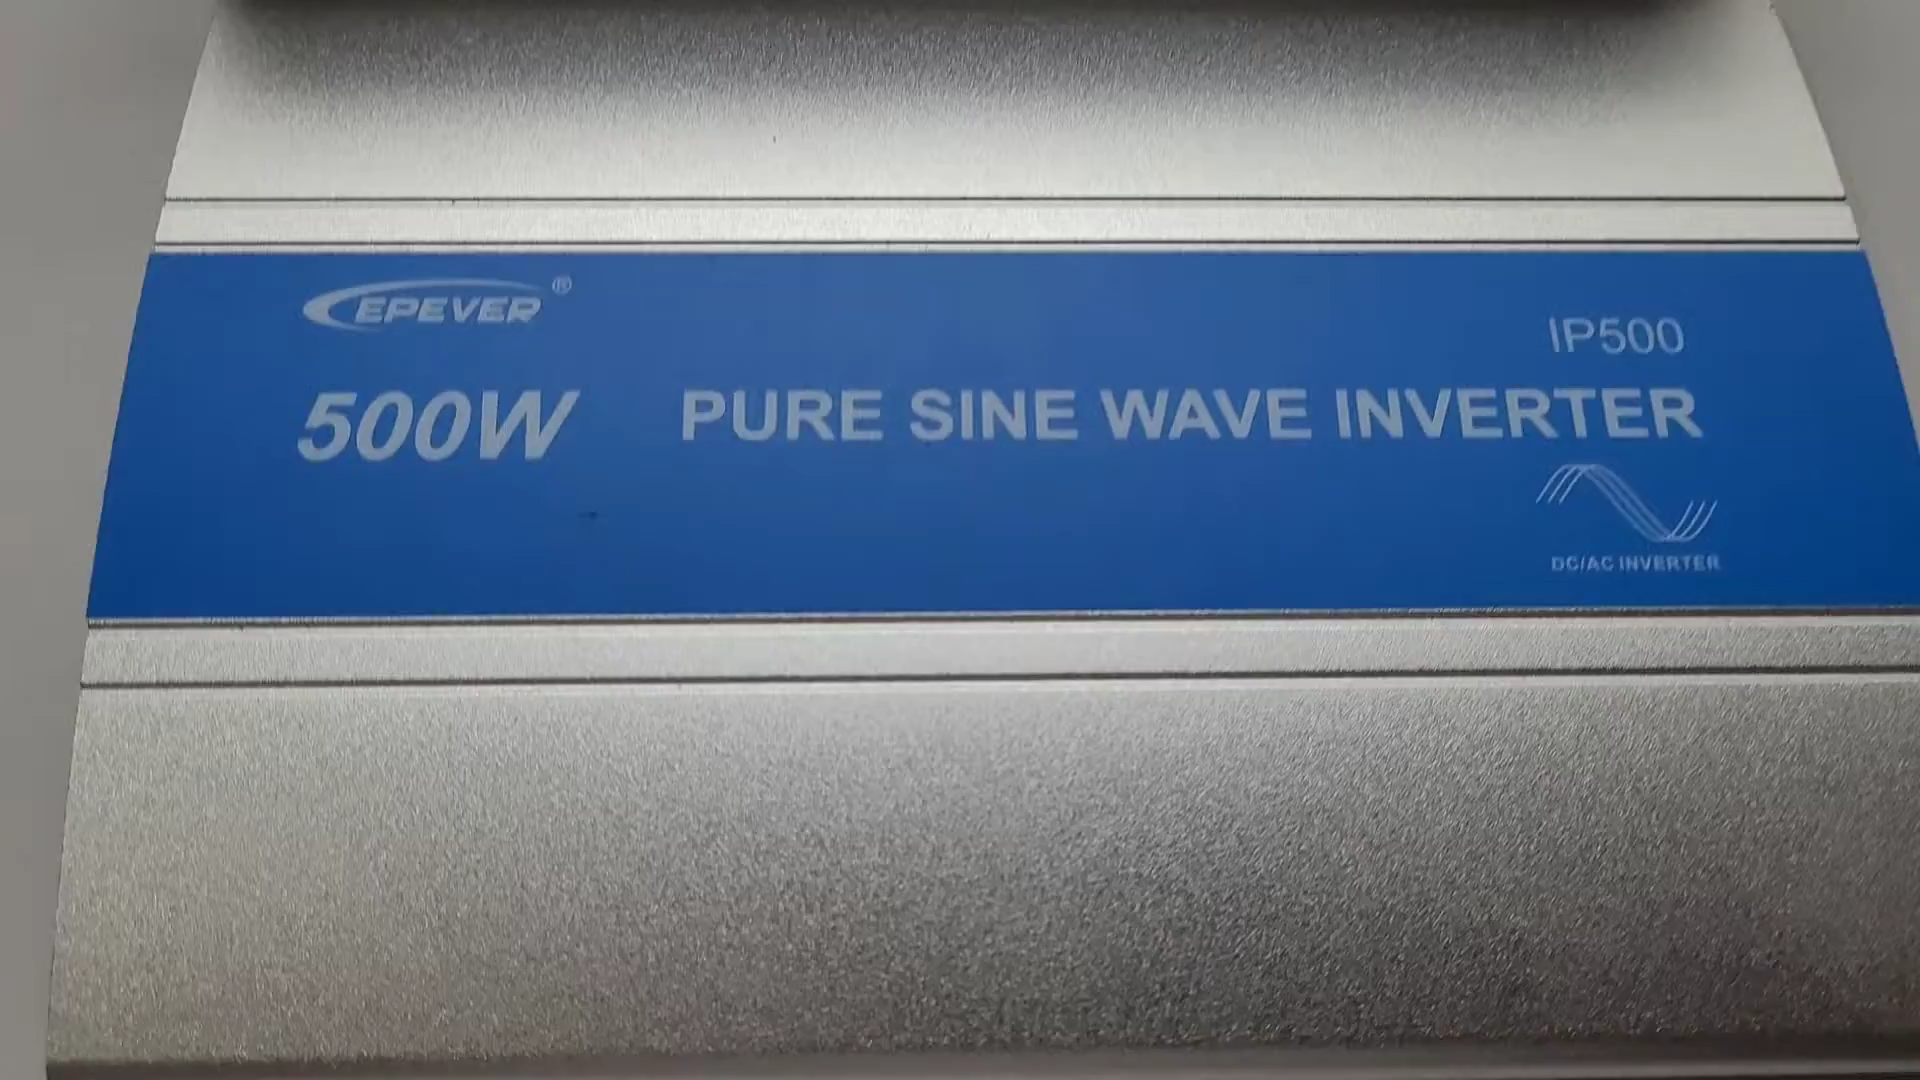 EPEVER®
IP500
500W PURE SINE WAVE INVERTER
DC/AC INVERTER